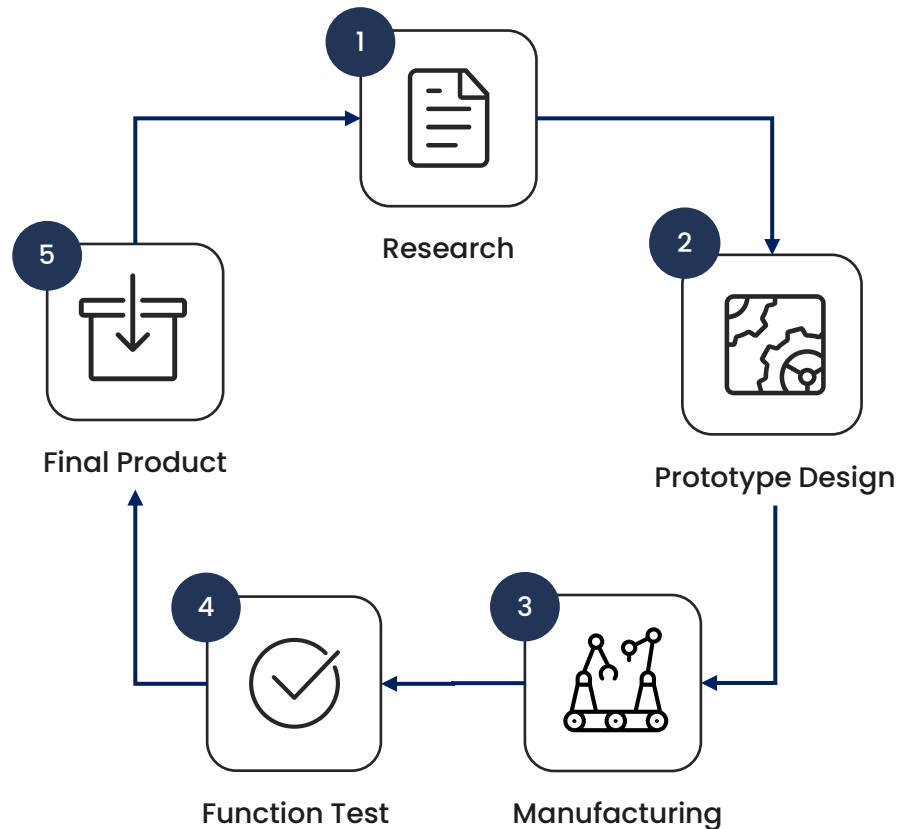 1
Research
2
Prototype Design
3
Manufacturing
4
Function Test
5
Final Product